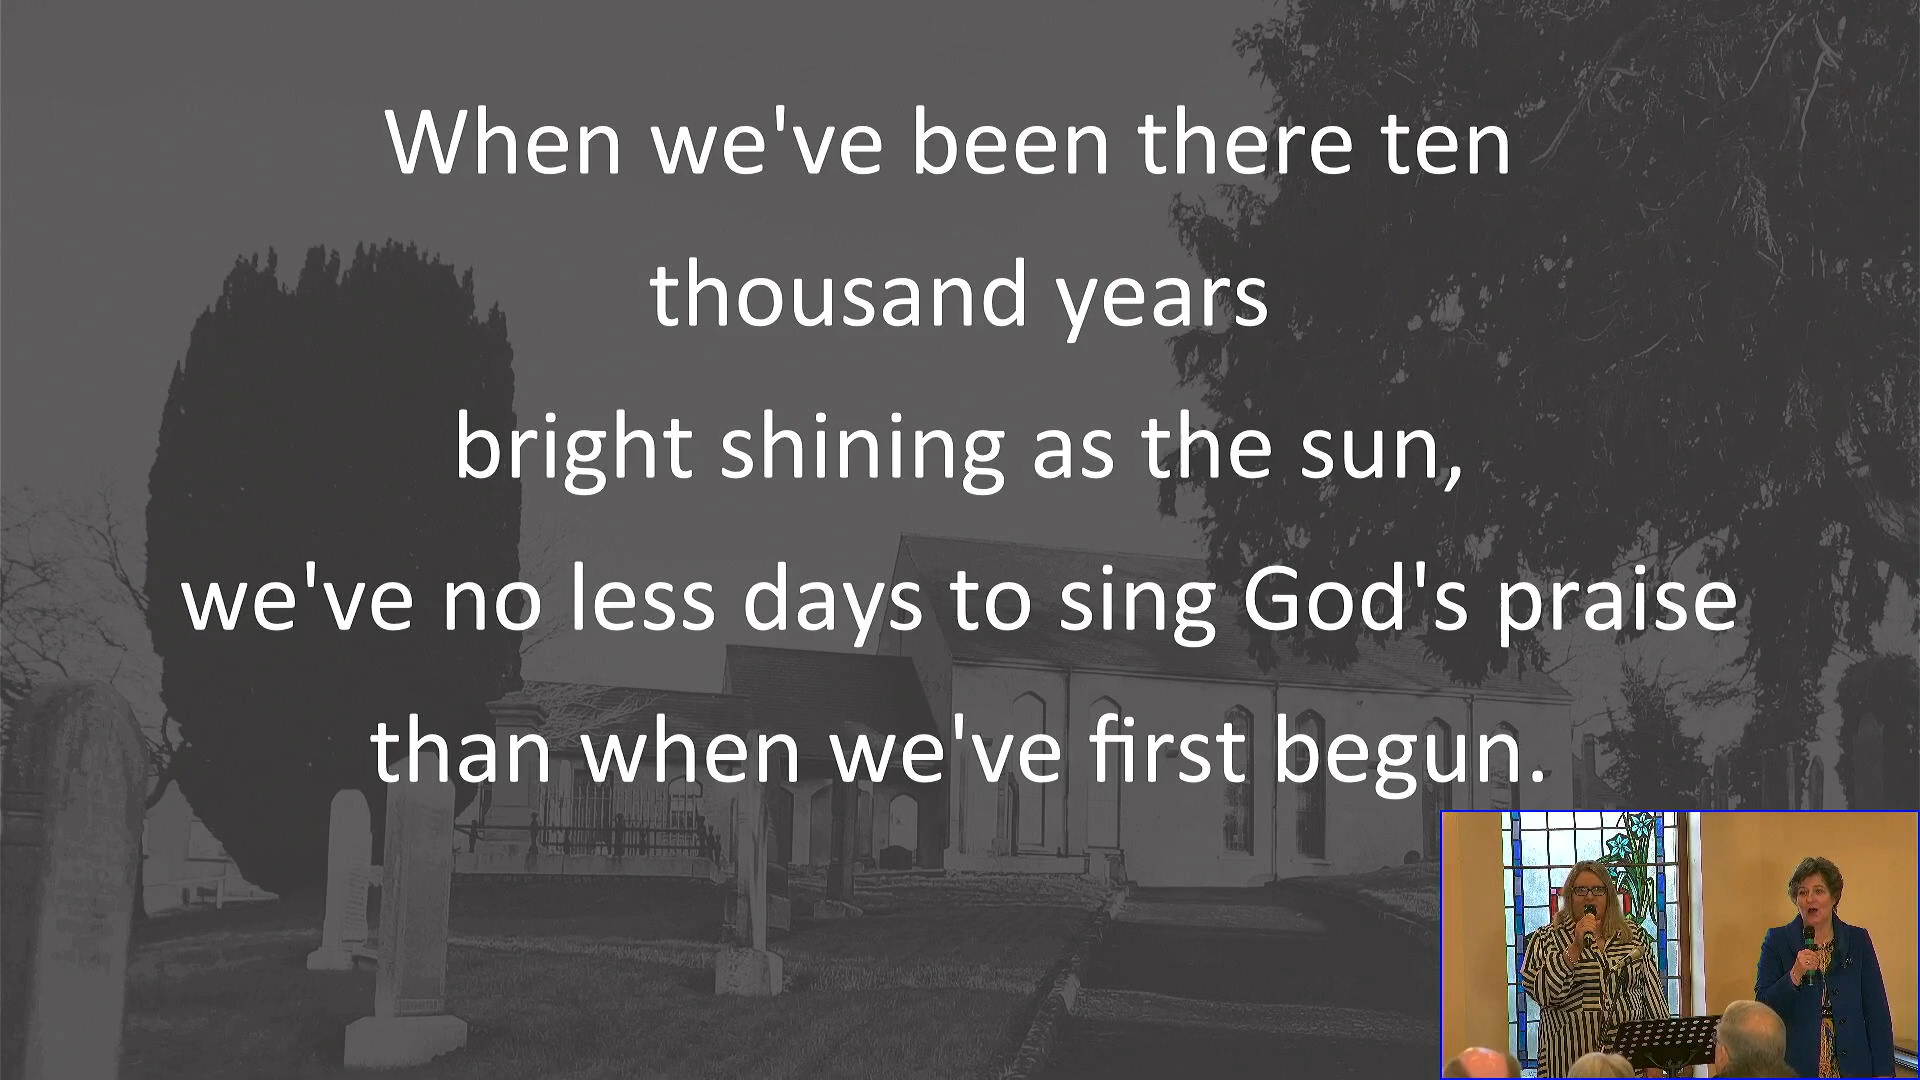 When we've been there ten
thousand years
bright shining as the sun,
we've no less days to sing God's praise
than when we've first begun.